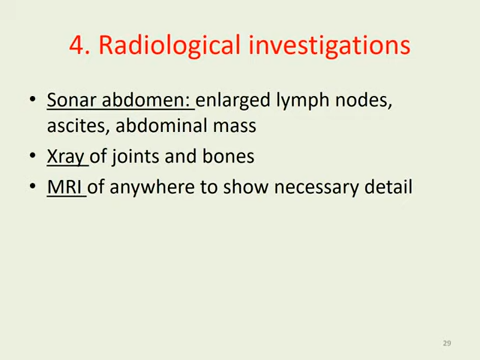 4. Radiological investigations
• Sonar abdomen: enlarged lymph nodes,
ascites, abdominal mass
• Xray of joints and bones
• MRI of anywhere to show necessary detail
29